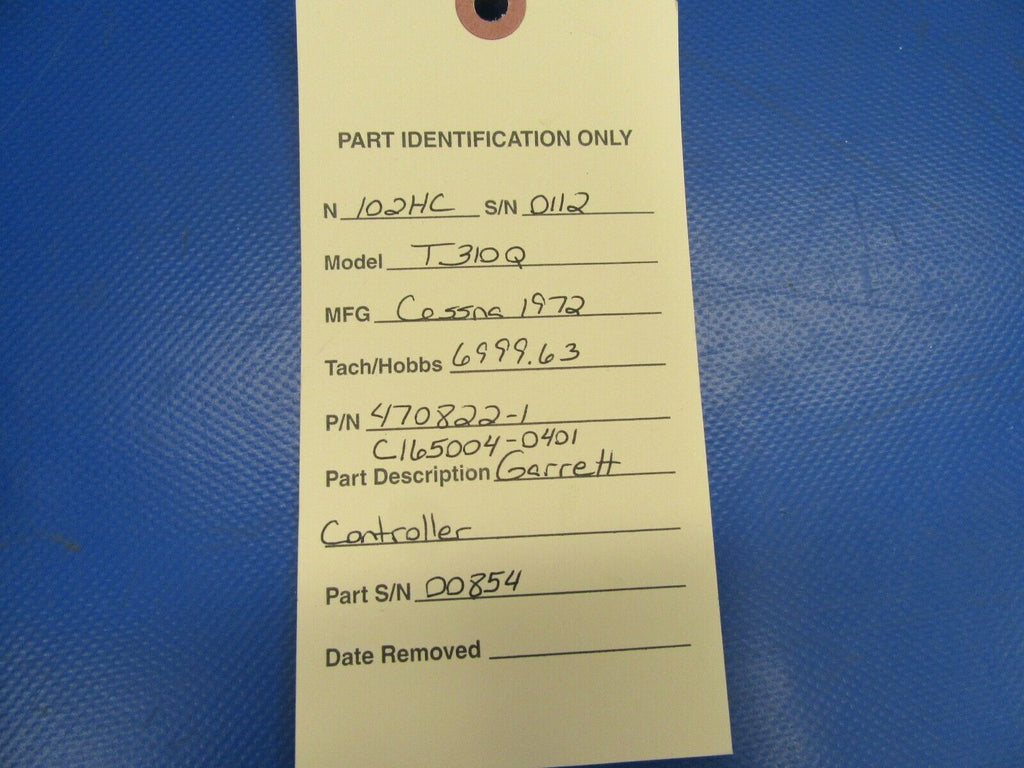 PART IDENTIFICATION ONLY
N 102HC S/N 0112
Model T310Q
MFG Cessna 1972
Tach/Hobbs 6999.63
P/N 470822-1
C165004-0401
Part Description Garrett
Controller
Part S/N 00854
Date Removed